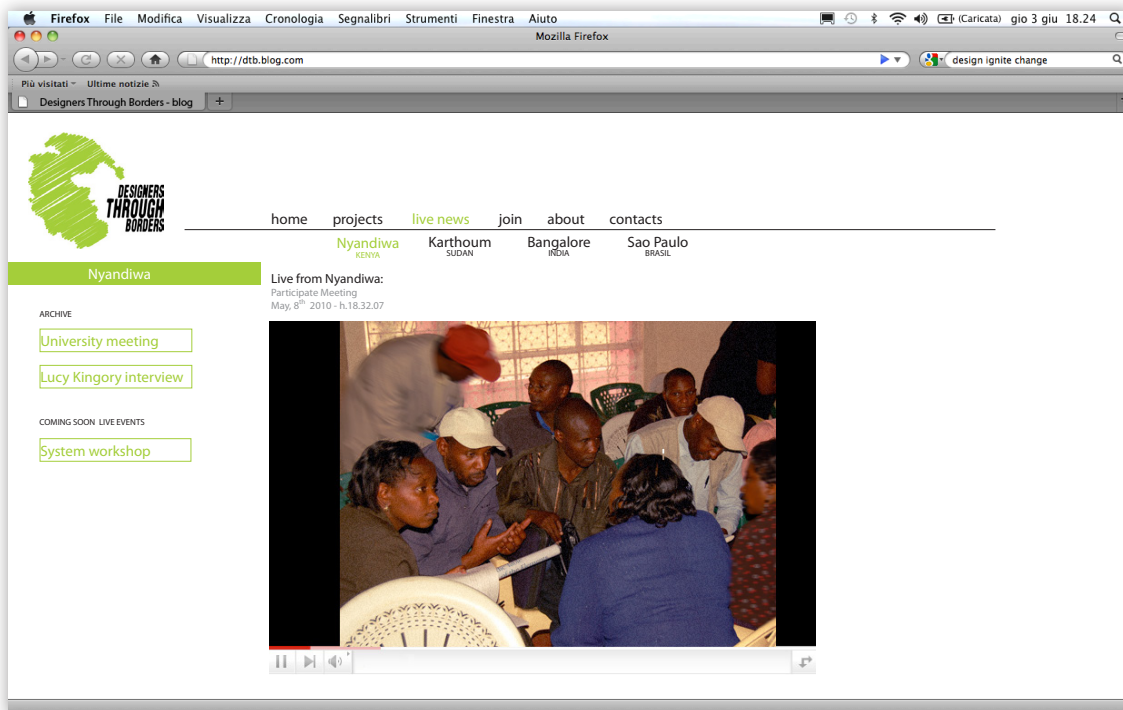 Firefox File Modifica Visualizza Cronologia Segnalibri Strumenti Finestra Aiuto (Caricata) gio 3 giu 18.24
Mozilla Firefox
http://dtb.blog.com design ignite change
Più visitati Ultime notizie
Designers Through Borders - blog +
DESIGNERS
THROUGH
BORDERS
home projects live news join about contacts
Nyandiwa Karthoum Bangalore Sao Paulo
KENYA SUDAN INDIA BRASIL
Nyandiwa
Live from Nyandiwa:
Participate Meeting
May, 8th 2010 - h.18.32.07
ARCHIVE
University meeting
Lucy Kingory interview
COMING SOON LIVE EVENTS
System workshop